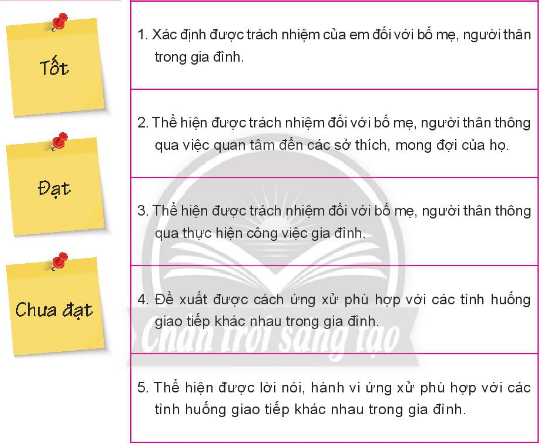 Tốt
Đạt
Chưa đạt
1. Xác định được trách nhiệm của em đối với bố mẹ, người thân
trong gia đình.
2. Thể hiện được trách nhiệm đối với bố mẹ, người thân thông
qua việc quan tâm đến các sở thích, mong đợi của họ.
3. Thể hiện được trách nhiệm đối với bố mẹ, người thân thông
qua thực hiện công việc gia đình.
4. Đề xuất được cách ứng xử phù hợp với các tình huống
giao tiếp khác nhau trong gia đình.
Chân trời sáng tạo
5. Thể hiện được lời nói, hành vi ứng xử phù hợp với các
tình huống giao tiếp khác nhau trong gia đình.